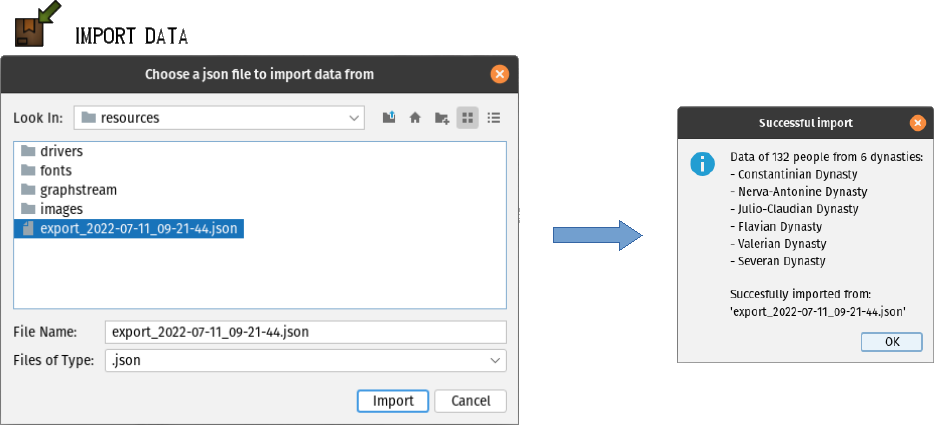 IMPORT DATA
Choose a json file to import data from
Look In: resources
drivers
fonts
graphstream
images
export_2022-07-11_09-21-44.json
File Name: export_2022-07-11_09-21-44.json
Files of Type: .json
Import Cancel
Successful import
Data of 132 people from 6 dynasties:
- Constantinian Dynasty
- Nerva-Antonine Dynasty
- Julio-Claudian Dynasty
- Flavian Dynasty
- Valerian Dynasty
- Severan Dynasty
Succesfully imported from:
'export_2022-07-11_09-21-44.json'
OK